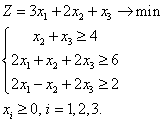 Z = 3x₁ + 2x₂ + x₃ → min
x₂ + x₃ ≥ 4
2x₁ + x₂ + 2x₃ ≥ 6
2x₁ − x₂ + 2x₃ ≥ 2
xᵢ ≥ 0, i = 1, 2, 3.